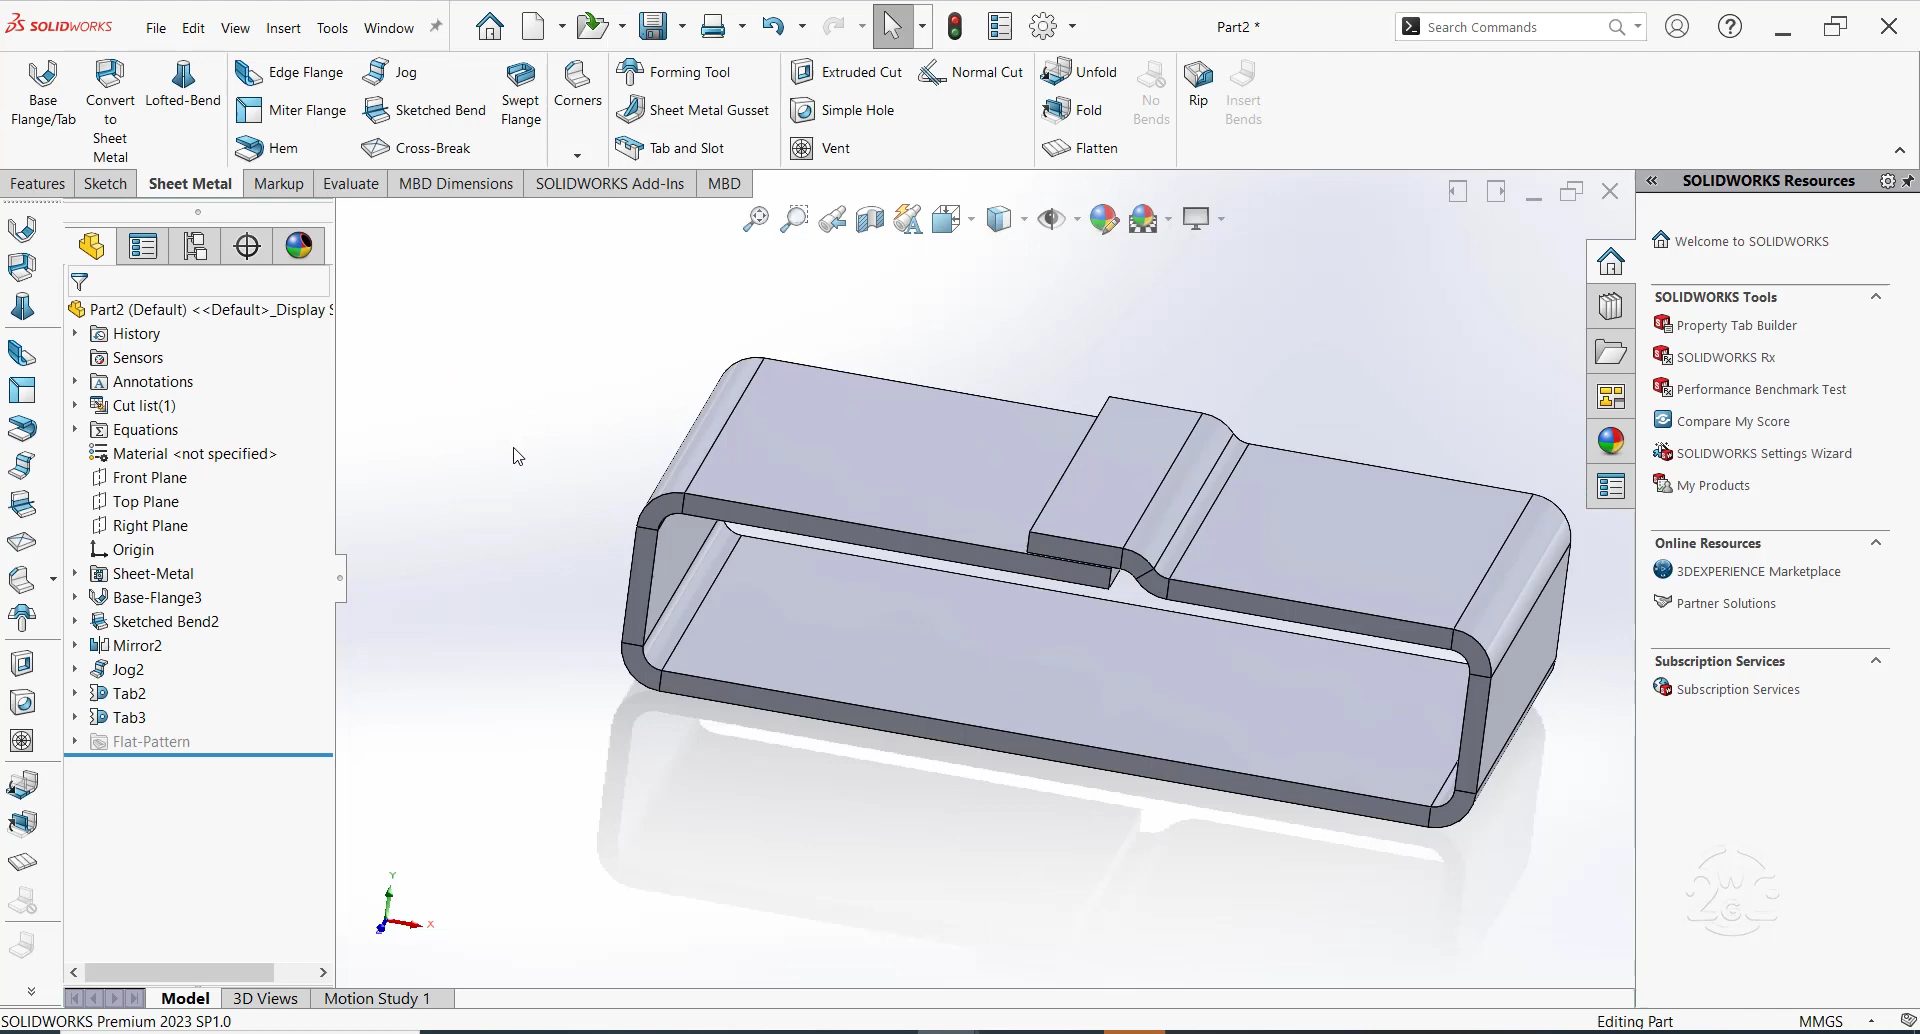 SOLIDWORKS
File Edit View Insert Tools Window
Part2 *
Search Commands
Base Flange/Tab
Convert to Sheet Metal
Lofted-Bend
Edge Flange
Miter Flange
Hem
Jog
Sketched Bend
Cross-Break
Swept Flange
Corners
Forming Tool
Sheet Metal Gusset
Tab and Slot
Extruded Cut
Simple Hole
Vent
Normal Cut
Unfold
Fold
Flatten
No Bends
Rip
Insert Bends
Features Sketch Sheet Metal Markup Evaluate MBD Dimensions SOLIDWORKS Add-Ins MBD
Part2 (Default) <<Default>_Display S
History
Sensors
Annotations
Cut list(1)
Equations
Material <not specified>
Front Plane
Top Plane
Right Plane
Origin
Sheet-Metal
Base-Flange3
Sketched Bend2
Mirror2
Jog2
Tab2
Tab3
Flat-Pattern
Y
X
Z
SOLIDWORKS Resources
Welcome to SOLIDWORKS
SOLIDWORKS Tools
Property Tab Builder
SOLIDWORKS Rx
Performance Benchmark Test
Compare My Score
SOLIDWORKS Settings Wizard
My Products
Online Resources
3DEXPERIENCE Marketplace
Partner Solutions
Subscription Services
Subscription Services
Model 3D Views Motion Study 1
SOLIDWORKS Premium 2023 SP1.0
Editing Part
MMGS